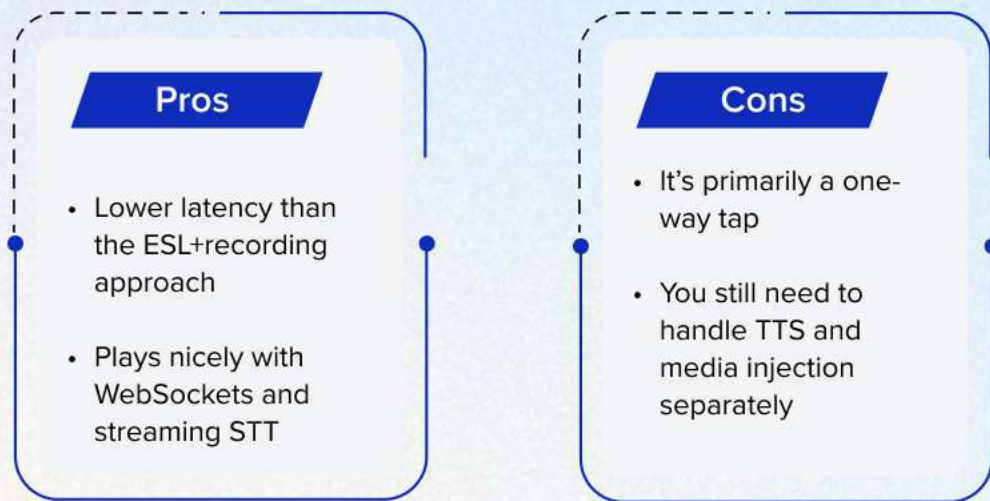 Pros
• Lower latency than
the ESL+recording
approach
• Plays nicely with
WebSockets and
streaming STT
Cons
• It’s primarily a one-
way tap
• You still need to
handle TTS and
media injection
separately